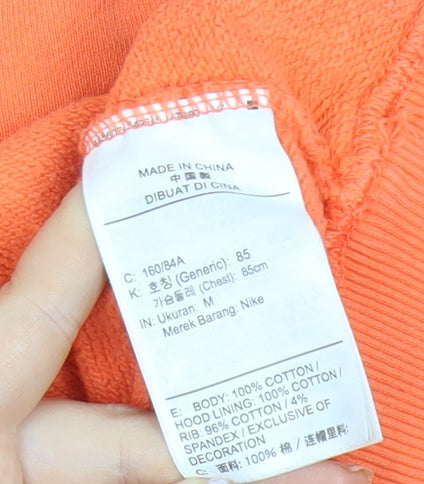 MADE IN CHINA
中国製
DIBUAT DI CINA
C: 160/84A
K: 호칭 (Generic): 85
가슴둘레 (Chest): 85cm
IN: Ukuran: M
Merek Barang: Nike
E: BODY: 100% COTTON /
HOOD LINING: 100% COTTON /
RIB: 96% COTTON / 4%
SPANDEX / EXCLUSIVE OF
DECORATION
C: 面料: 100% 棉 / 连帽里料: